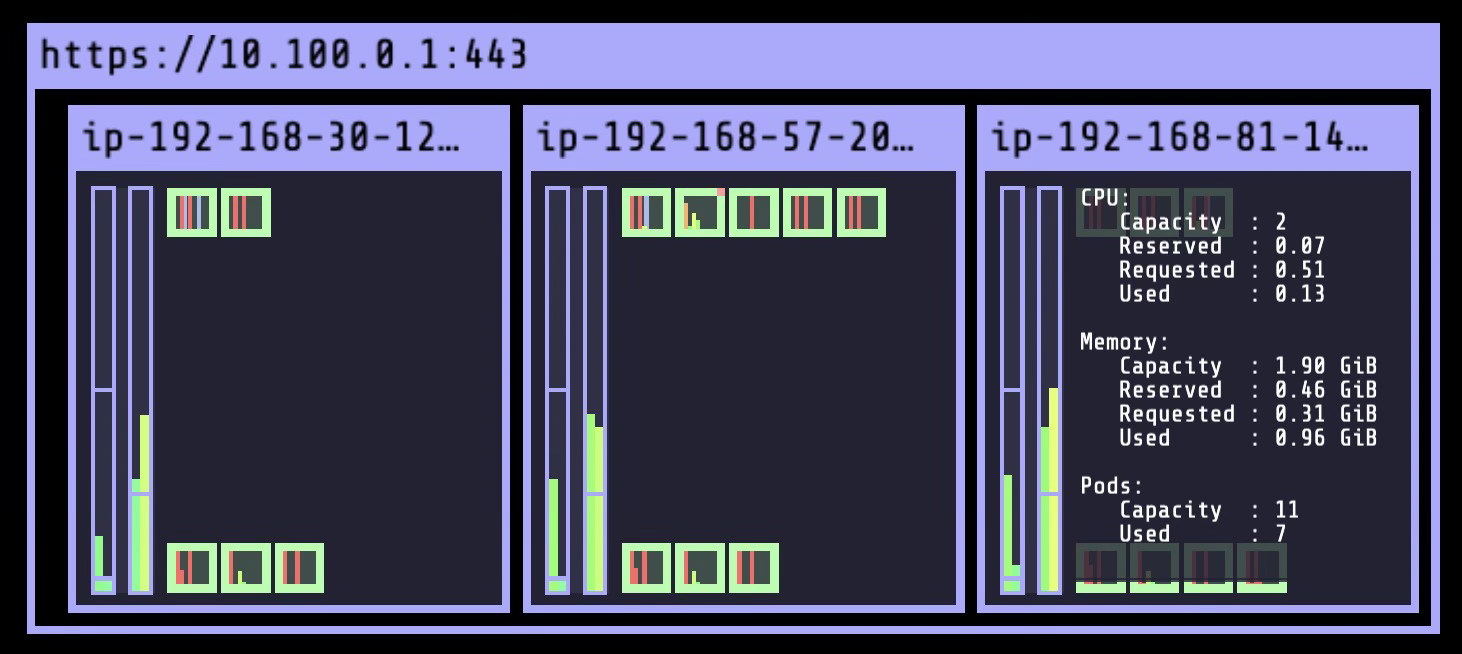 https://10.100.0.1:443
ip-192-168-30-12…
ip-192-168-57-20…
ip-192-168-81-14…
CPU:
Capacity : 2
Reserved : 0.07
Requested : 0.51
Used : 0.13
Memory:
Capacity : 1.90 GiB
Reserved : 0.46 GiB
Requested : 0.31 GiB
Used : 0.96 GiB
Pods:
Capacity : 11
Used : 7